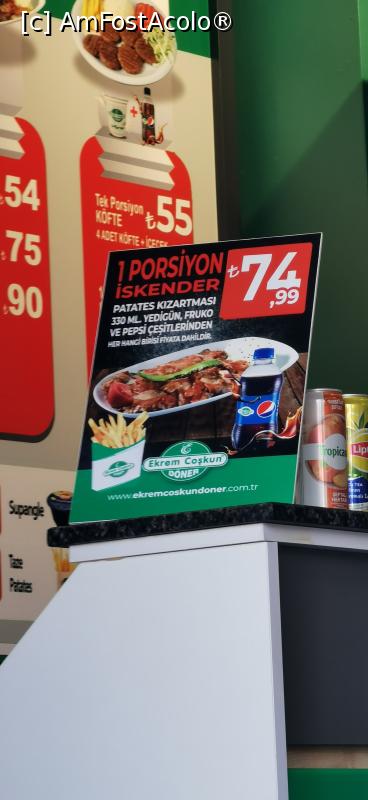 [c] AmFostAcolo®
₺54
₺75
₺90
Tek Porsiyon
KÖFTE
₺55
4 ADET KÖFTE + İÇECEK
1 PORSİYON
İSKENDER
₺74,99
PATATES KIZARTMASI
330 ML. YEDİGÜN, FRUKO
VE PEPSİ ÇEŞİTLERİNDEN
HER HANGİ BİRİSİ FİYATA DAHİLDİR.
pepsi
Ekrem Coşkun
DÖNER
www.ekremcoskundoner.com.tr
Tropicana
Lipt
Supangle
Taze
Patates